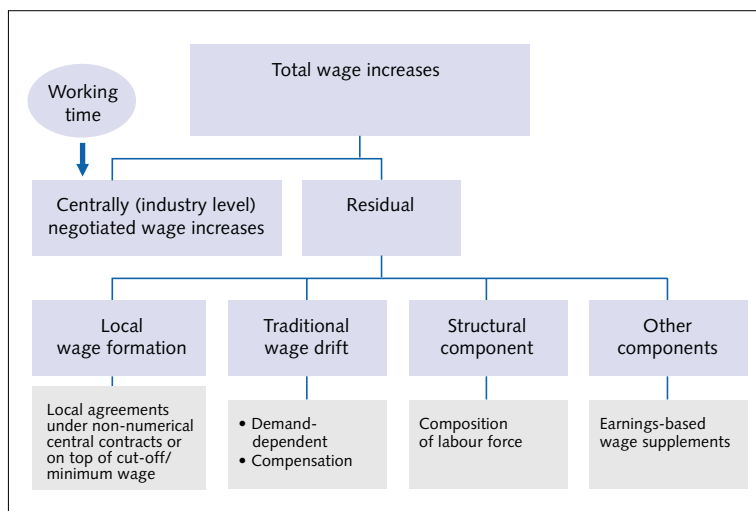 Total wage increases
Working
time
Centrally (industry level)
negotiated wage increases
Residual
Local
wage formation
Traditional
wage drift
Structural
component
Other
components
Local agreements
under non-numerical
central contracts or
on top of cut-off/
minimum wage
• Demand-
dependent
• Compensation
Composition
of labour force
Earnings-based
wage supplements